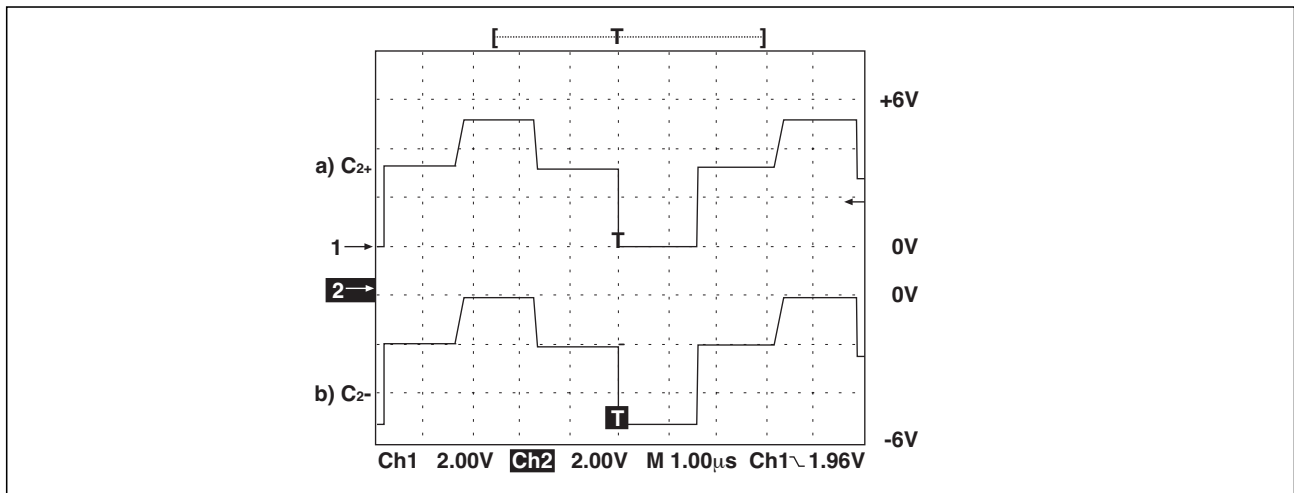 [ T ]
+6V
a) C2+
1 T 0V
2 0V
b) C2-
T
-6V
Ch1 2.00V Ch2 2.00V M 1.00µs Ch1 1.96V